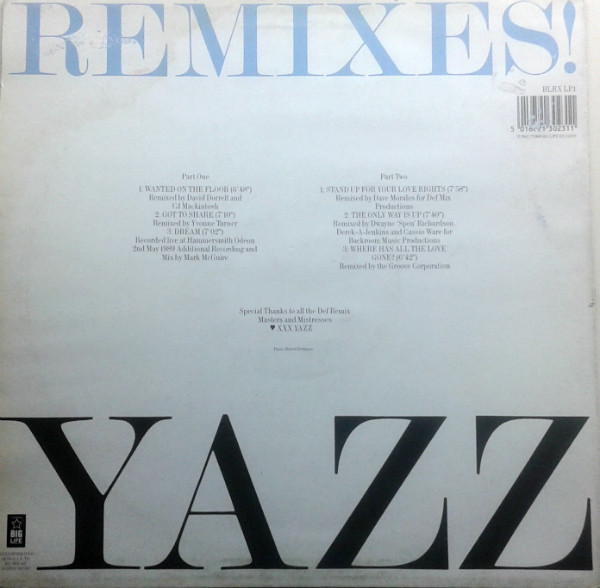 REMIXES!
BLRX LP1
Part One
1. WANTED ON THE FLOOR (6'48")
Remixed by David Dorrell and
CJ Mackintosh
2. GOT TO SHARE (7'10")
Remixed by Yvonne Turner
3. DREAM (7'02")
Recorded live at Hammersmith Odeon
2nd May 1989 Additional Recording and
Mix by Mark McGuire
Part Two
1. STAND UP FOR YOUR LOVE RIGHTS (7'58")
Remixed by Dave Morales for Def Mix
Productions
2. THE ONLY WAY IS UP (7'40")
Remixed by Dwayne 'Spen' Richardson,
Derek-A-Jenkins and Cassio Ware for
Backroom Music Productions
3. WHERE HAS ALL THE LOVE
GONE? (6'42")
Remixed by the Groove Corporation
Special Thanks to all the Def Remix
Masters and Mistresses
♥ XXX YAZZ
YAZZ
BIG
LIFE